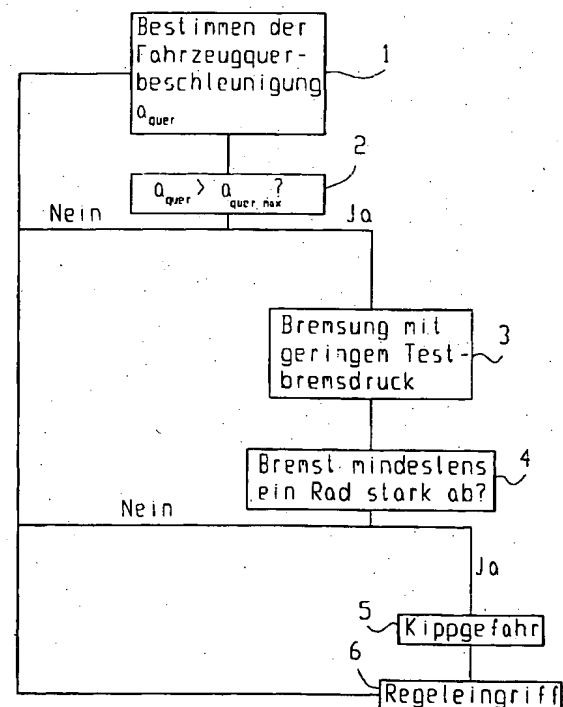 Bestimmen der
Fahrzeugquer-
beschleunigung
a_quer
1
2
a_quer > a_quer max ?
Nein
Ja
Bremsung mit
geringem Test-
bremsdruck
3
Bremst mindestens
ein Rad stark ab?
4
Nein
Ja
5
Kippgefahr
6
Regeleingriff